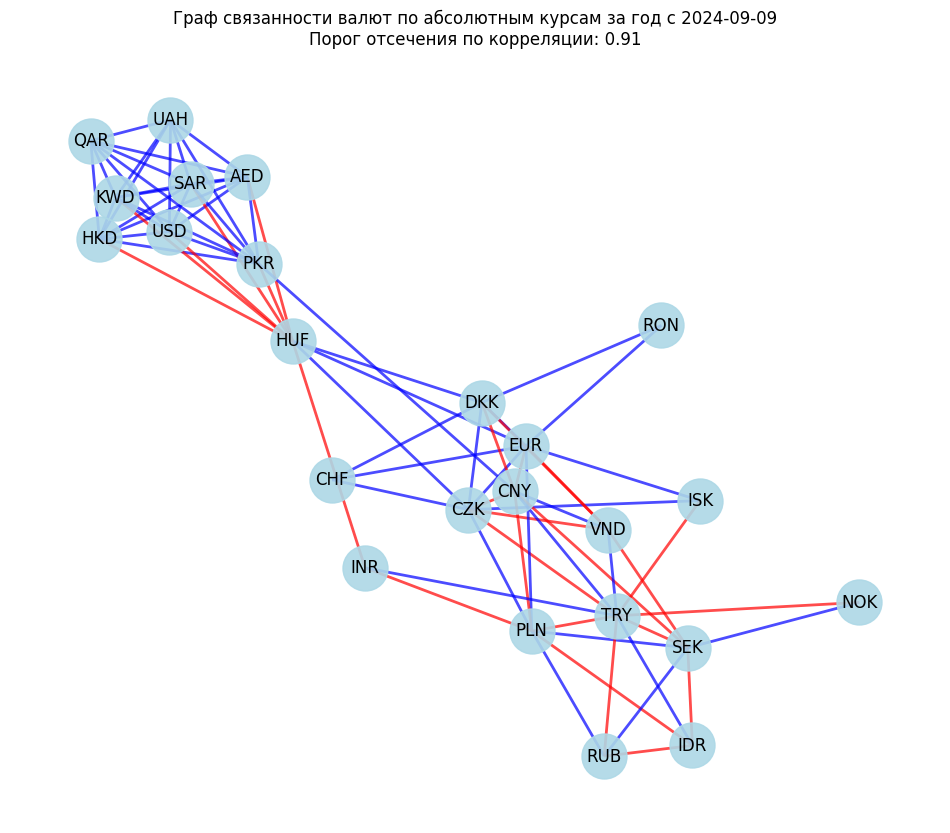 Граф связанности валют по абсолютным курсам за год с 2024-09-09
Порог отсечения по корреляции: 0.91
UAH
QAR
AED
SAR
KWD
USD
HKD
PKR
RON
HUF
DKK
EUR
CHF
CNY
ISK
CZK
VND
INR
NOK
TRY
PLN
SEK
IDR
RUB